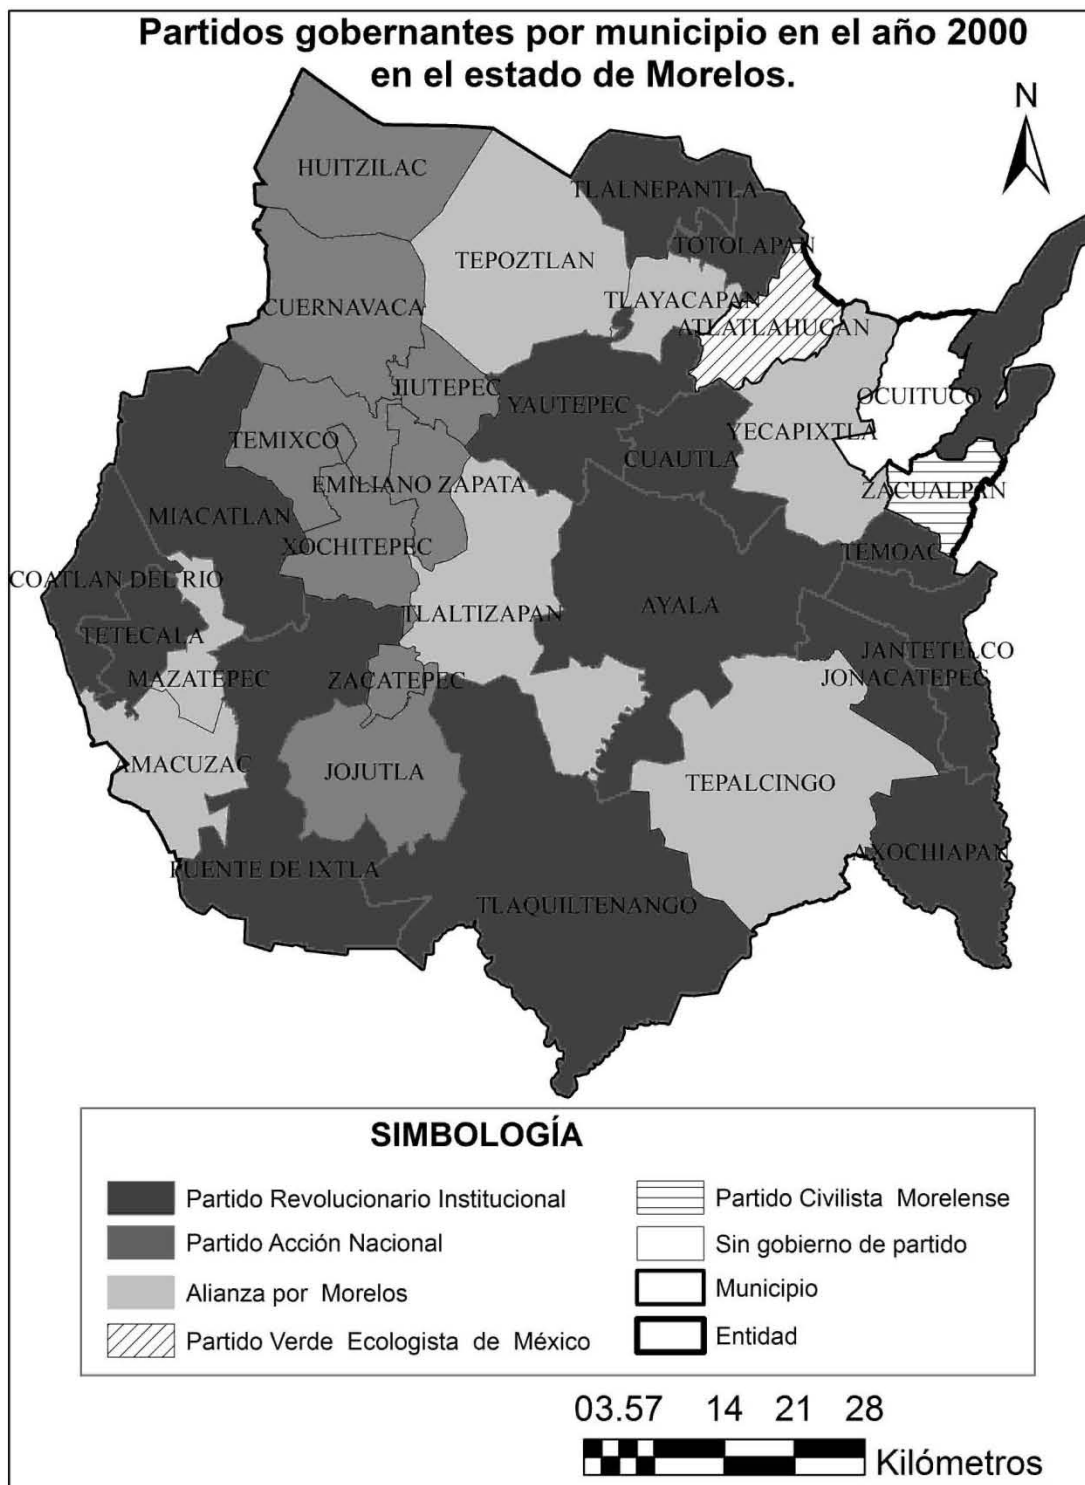 Partidos gobernantes por municipio en el año 2000
en el estado de Morelos.
N
HUITZILAC
TLALNEPANTLA
TOTOLAPAN
TEPOZTLAN
TLAYACAPAN
CUERNAVACA
ATLATLAHUCAN
JIUTEPEC
OCUITUCO
YAUTEPEC
TEMIXCO
YECAPIXTLA
CUAUTLA
EMILIANO ZAPATA
ZACUALPAN
MIACATLAN
XOCHITEPEC
TEMOAC
COATLAN DEL RIO
TLALTIZAPAN
AYALA
TETECALA
JANTETELCO
MAZATEPEC
ZACATEPEC
JONACATEPEC
AMACUZAC
JOJUTLA
TEPALCINGO
PUENTE DE IXTLA
AXOCHIAPAN
TLAQUILTENANGO
SIMBOLOGÍA
Partido Revolucionario Institucional
Partido Acción Nacional
Alianza por Morelos
Partido Verde Ecologista de México
Partido Civilista Morelense
Sin gobierno de partido
Municipio
Entidad
03.57 14 21 28
Kilómetros